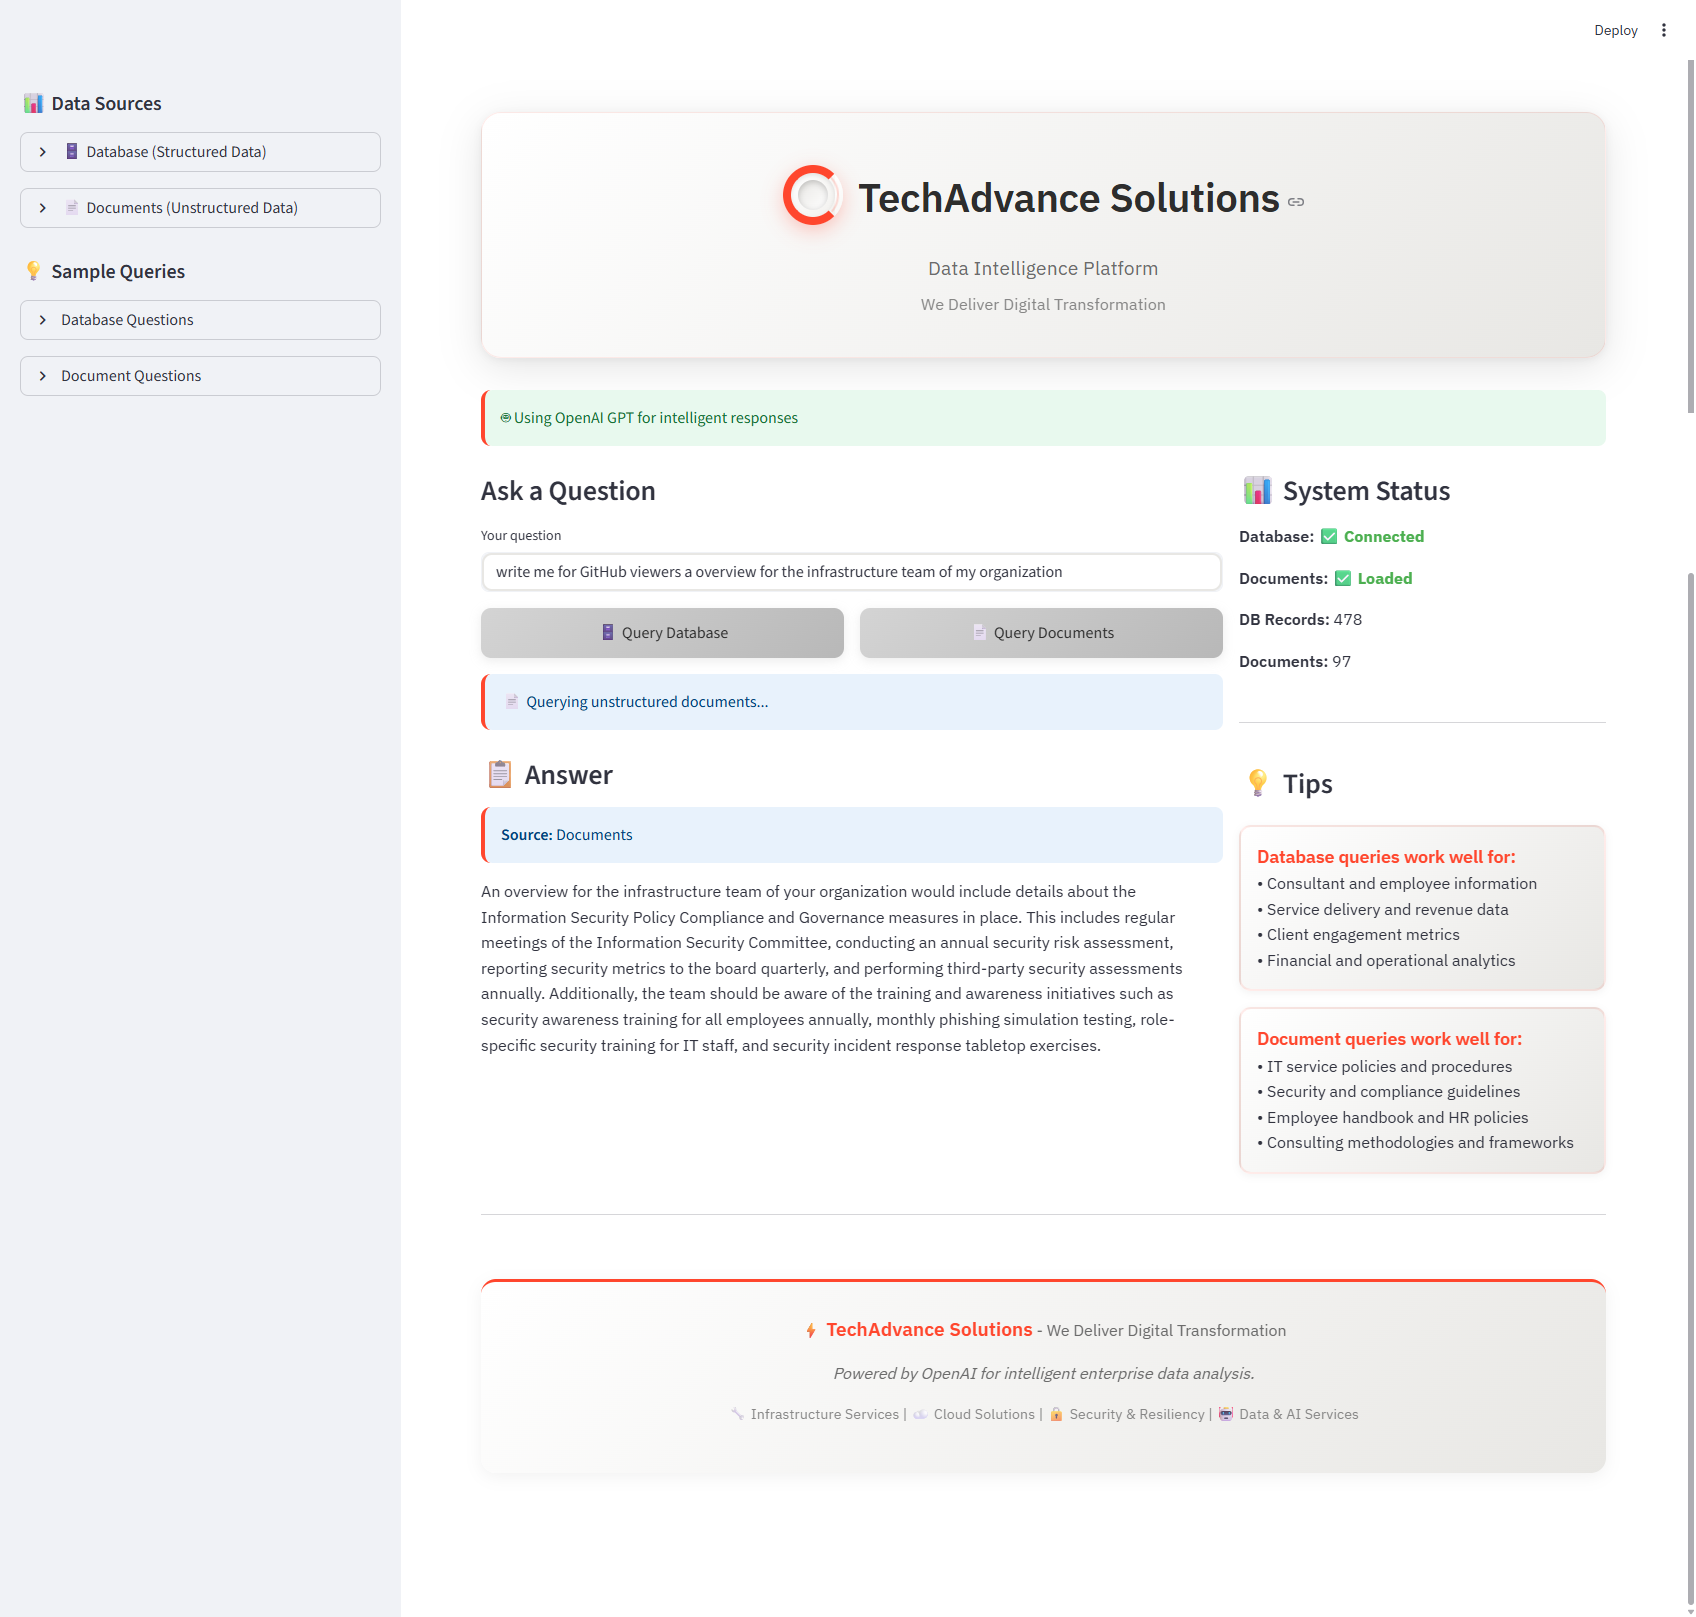 Deploy
📊 Data Sources
🗄️ Database (Structured Data)
📄 Documents (Unstructured Data)
💡 Sample Queries
Database Questions
Document Questions
TechAdvance Solutions
Data Intelligence Platform
We Deliver Digital Transformation
Using OpenAI GPT for intelligent responses
Ask a Question
Your question
write me for GitHub viewers a overview for the infrastructure team of my organization
🗄️ Query Database
📄 Query Documents
📄 Querying unstructured documents...
📋 Answer
Source: Documents
An overview for the infrastructure team of your organization would include details about the
Information Security Policy Compliance and Governance measures in place. This includes regular
meetings of the Information Security Committee, conducting an annual security risk assessment,
reporting security metrics to the board quarterly, and performing third-party security assessments
annually. Additionally, the team should be aware of the training and awareness initiatives such as
security awareness training for all employees annually, monthly phishing simulation testing, role-
specific security training for IT staff, and security incident response tabletop exercises.
📊 System Status
Database: ✅ Connected
Documents: ✅ Loaded
DB Records: 478
Documents: 97
💡 Tips
Database queries work well for:
• Consultant and employee information
• Service delivery and revenue data
• Client engagement metrics
• Financial and operational analytics
Document queries work well for:
• IT service policies and procedures
• Security and compliance guidelines
• Employee handbook and HR policies
• Consulting methodologies and frameworks
⚡ TechAdvance Solutions - We Deliver Digital Transformation
Powered by OpenAI for intelligent enterprise data analysis.
🔧 Infrastructure Services | ☁️ Cloud Solutions | 🔒 Security & Resiliency | 🤖 Data & AI Services